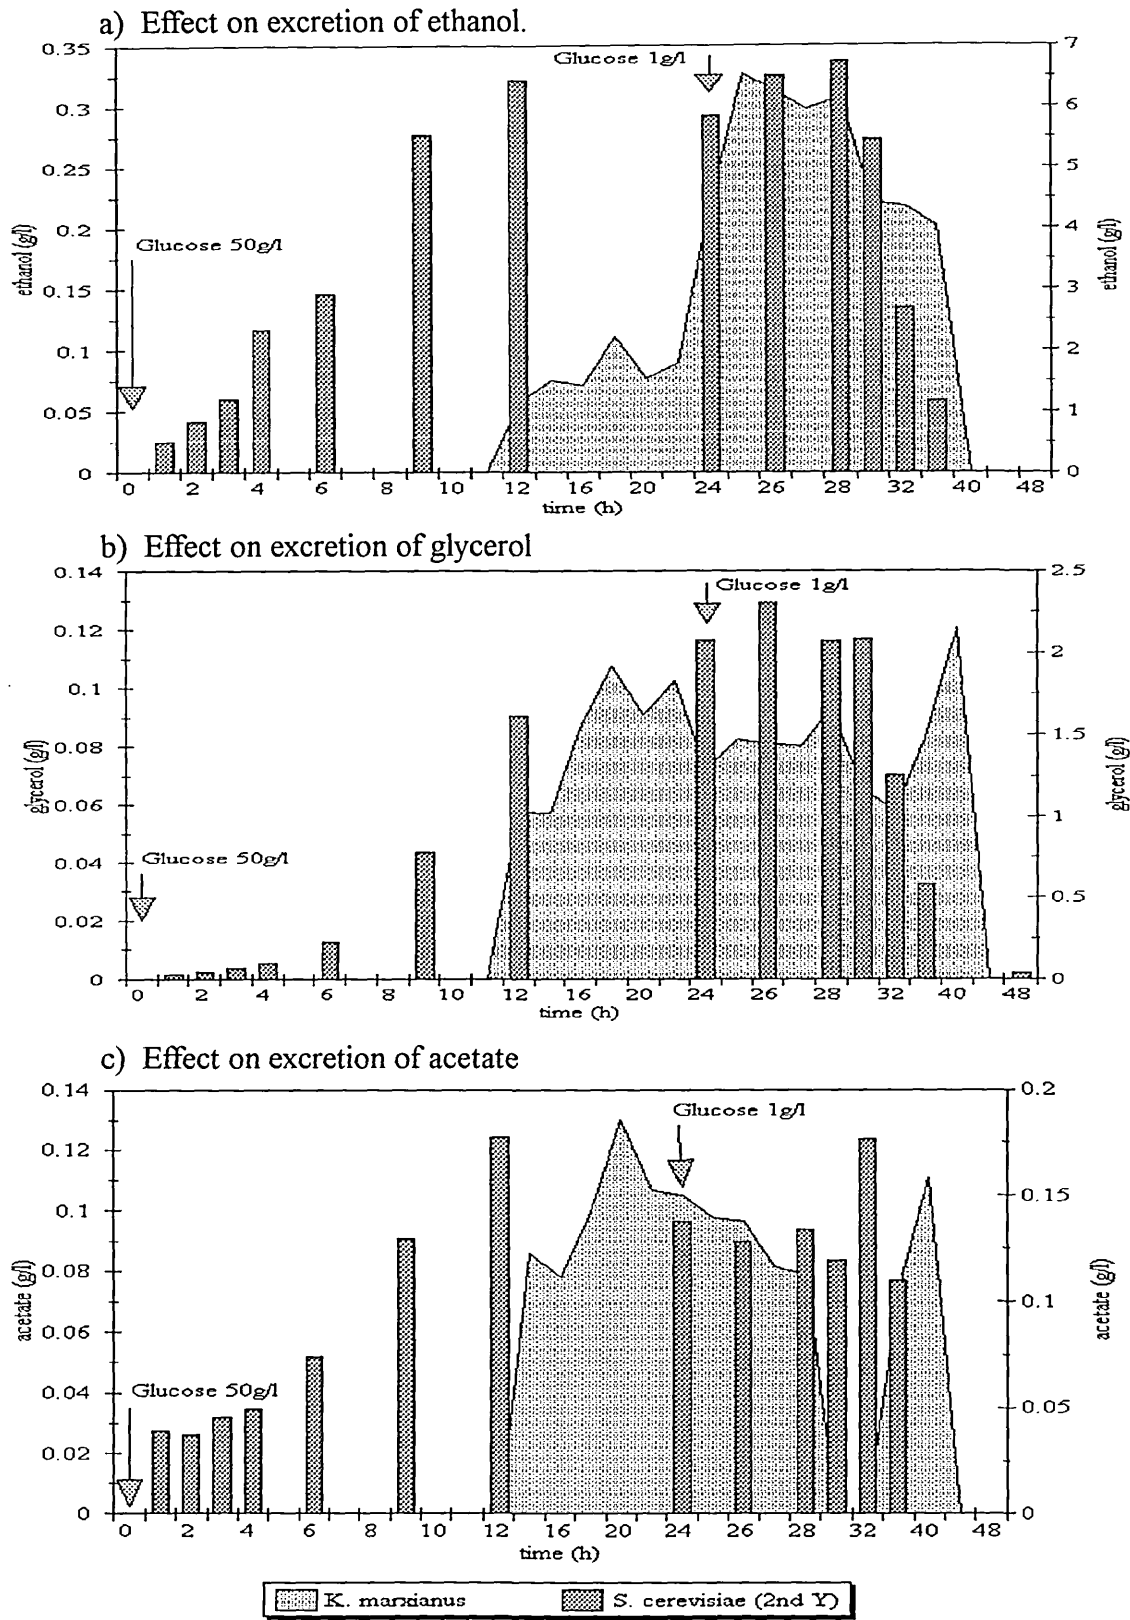 a) Effect on excretion of ethanol.
0.35
0.3
0.25
0.2
0.15
0.1
0.05
0
ethanol (g/l)
Glucose 50g/l
Glucose 1g/l
7
6
5
4
3
2
1
0
ethanol (g/l)
0 2 4 6 8 10 12 16 20 24 26 28 32 40 48
time (h)
b) Effect on excretion of glycerol
0.14
0.12
0.1
0.08
0.06
0.04
0.02
0
glycerol (g/l)
Glucose 50g/l
Glucose 1g/l
2.5
2
1.5
1
0.5
0
glycerol (g/l)
0 2 4 6 8 10 12 16 20 24 26 28 32 40 48
time (h)
c) Effect on excretion of acetate
0.14
0.12
0.1
0.08
0.06
0.04
0.02
0
acetate (g/l)
Glucose 50g/l
Glucose 1g/l
0.2
0.15
0.1
0.05
0
acetate (g/l)
0 2 4 6 8 10 12 16 20 24 26 28 32 40 48
time (h)
K. marxianus S. cerevisiae (2nd Y)